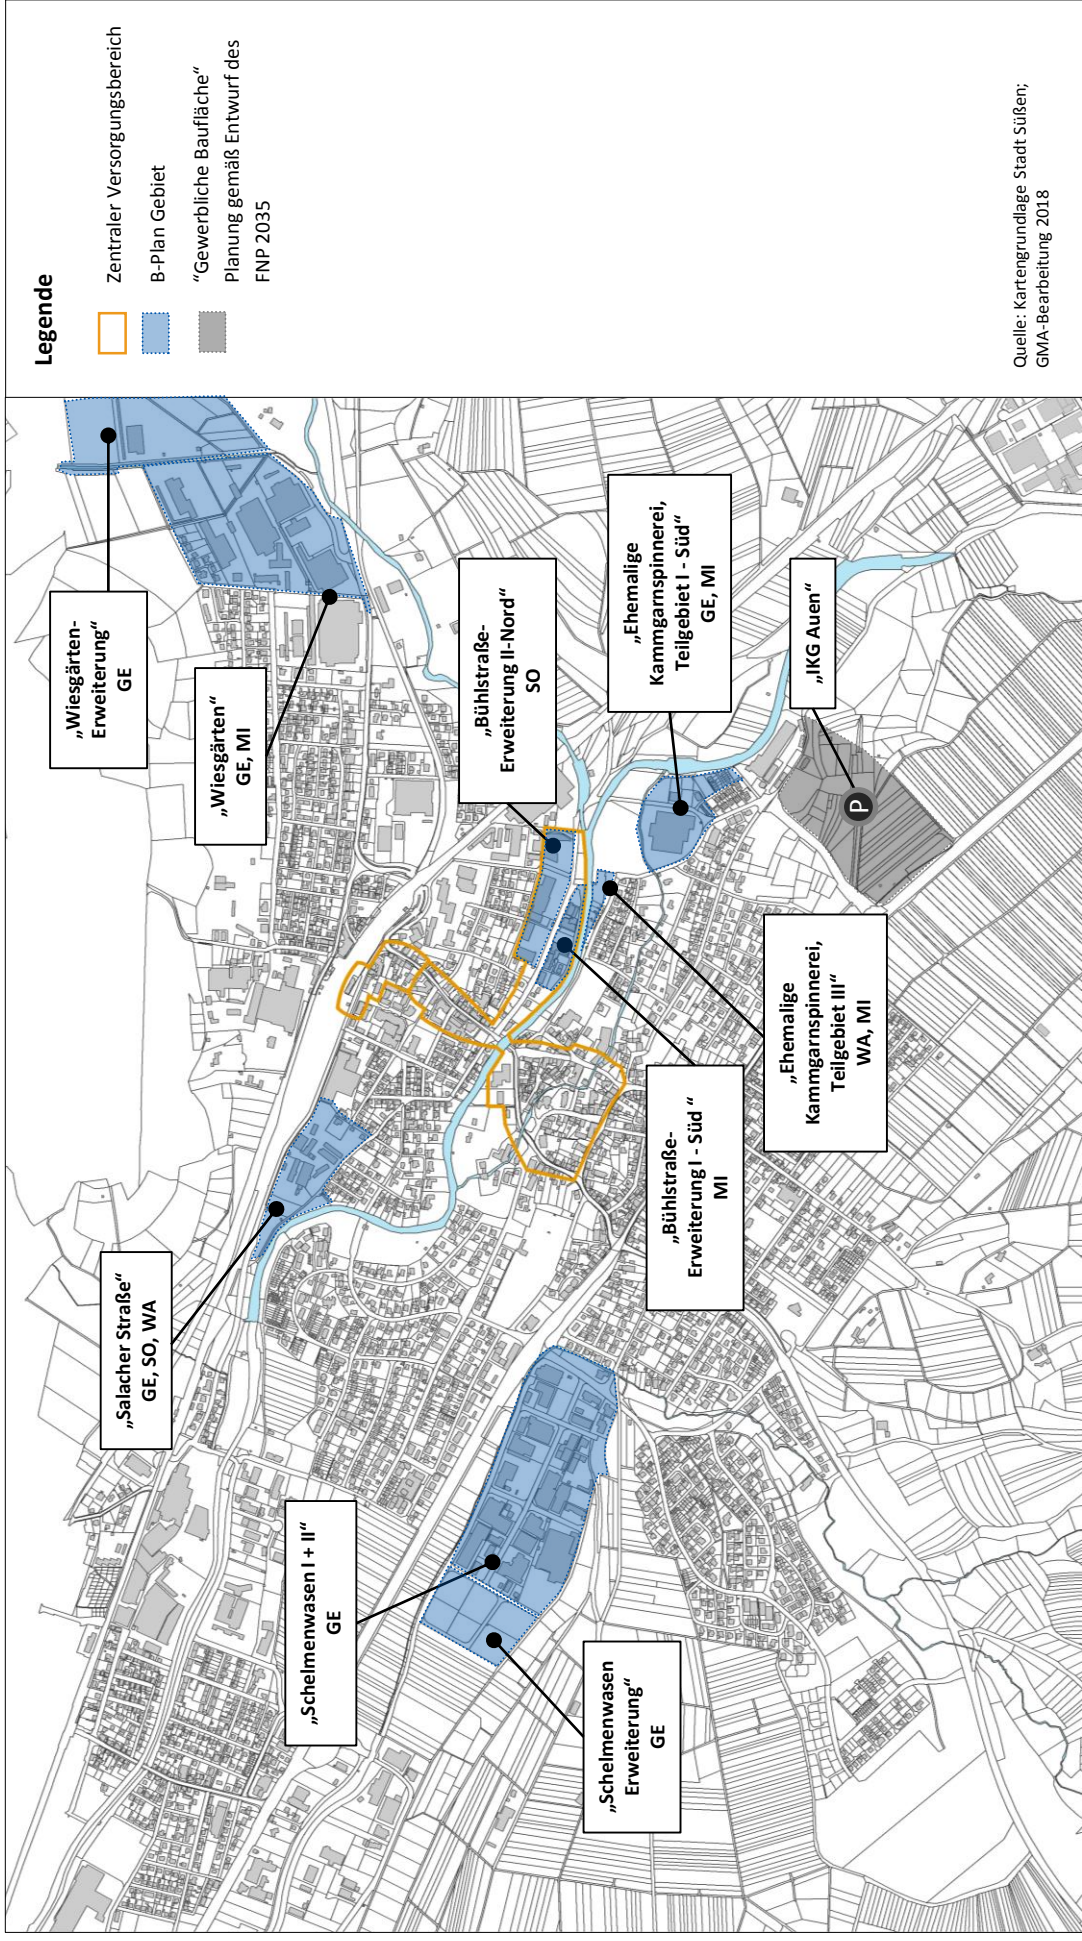 „Wiesgärten-
Erweiterung“
GE
„Wiesgärten“
GE, MI
„Bühlstraße-
Erweiterung II-Nord“
SO
„Ehemalige
Kammgarnspinnerei,
Teilgebiet I - Süd“
GE, MI
„IKG Auen“
P
„Salacher Straße“
GE, SO, WA
„Schelmenwasen I + II“
GE
„Schelmenwasen
Erweiterung“
GE
„Bühlstraße-
Erweiterung I - Süd “
MI
„Ehemalige
Kammgarnspinnerei,
Teilgebiet III“
WA, MI
Legende
Zentraler Versorgungsbereich
B-Plan Gebiet
“Gewerbliche Baufläche“
Planung gemäß Entwurf des
FNP 2035
Quelle: Kartengrundlage Stadt Süßen;
GMA-Bearbeitung 2018